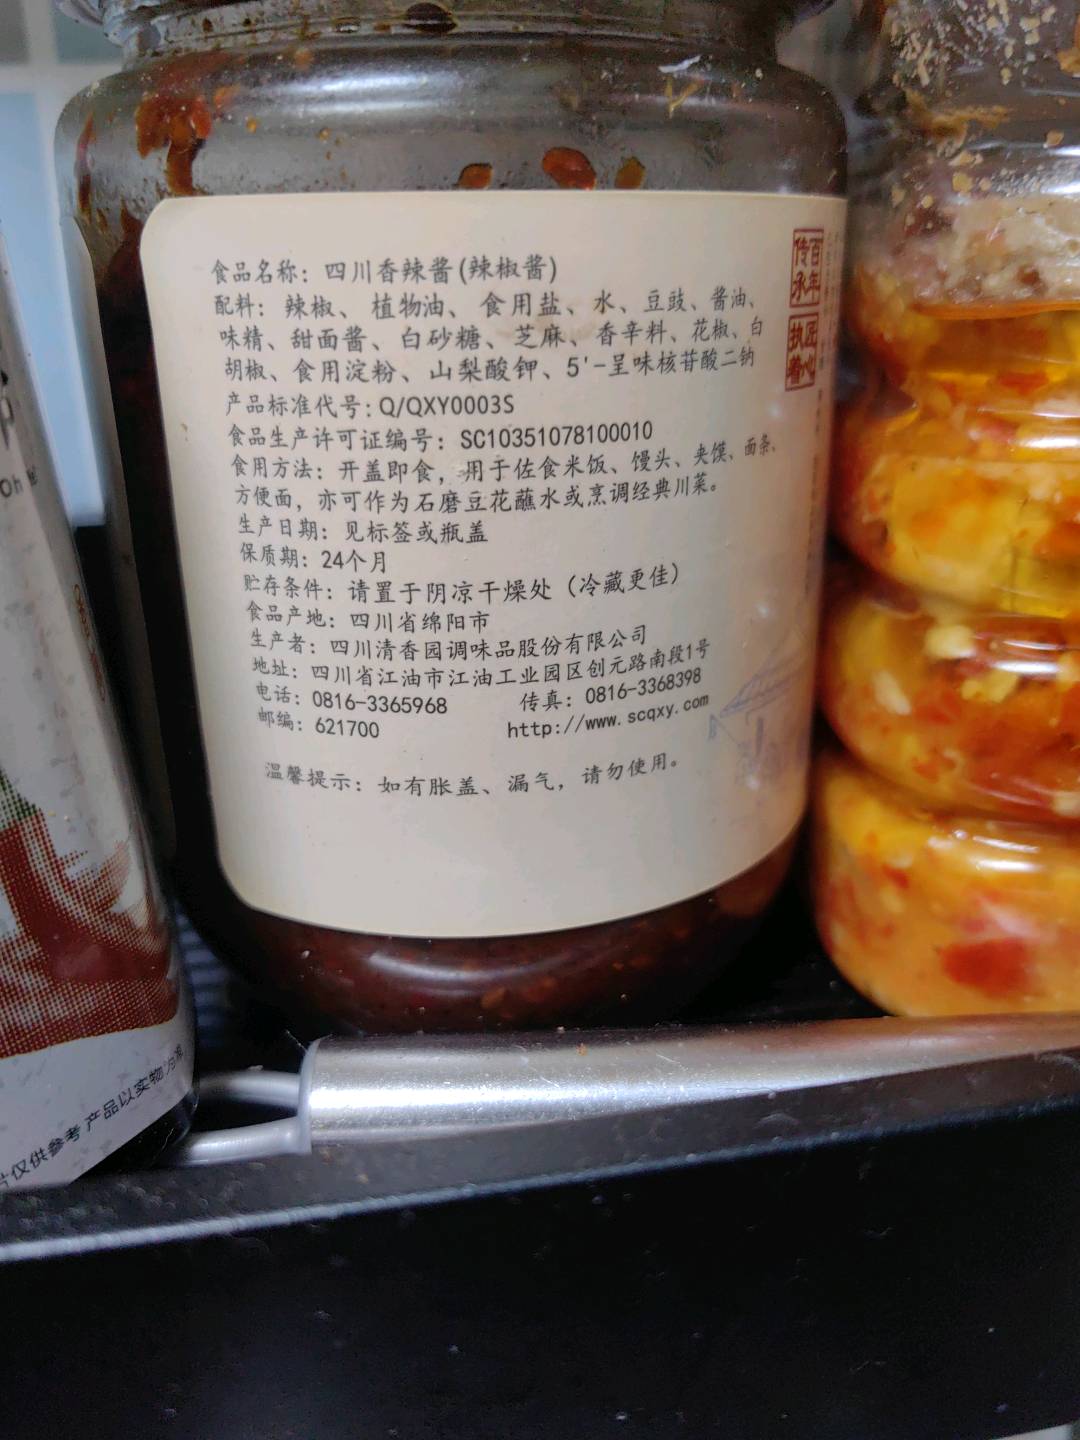 食品名称：四川香辣酱(辣椒酱)
配料：辣椒、植物油、食用盐、水、豆豉、酱油、
味精、甜面酱、白砂糖、芝麻、香辛料、花椒、白
胡椒、食用淀粉、山梨酸钾、5'-呈味核苷酸二钠
产品标准代号：Q/QXY0003S
食品生产许可证编号：SC10351078100010
食用方法：开盖即食，用于佐食米饭、馒头、夹馍、面条、
方便面，亦可作为石磨豆花蘸水或烹调经典川菜。
生产日期：见标签或瓶盖
保质期：24个月
贮存条件：请置于阴凉干燥处（冷藏更佳）
食品产地：四川省绵阳市
生产者：四川清香园调味品股份有限公司
地址：四川省江油市江油工业园区创元路南段1号
电话：0816-3365968 传真：0816-3368398
邮编：621700 http://www.scqxy.com
温馨提示：如有胀盖、漏气，请勿使用。
百年传承
匠心执着
片仅供参考 产品以实物为准